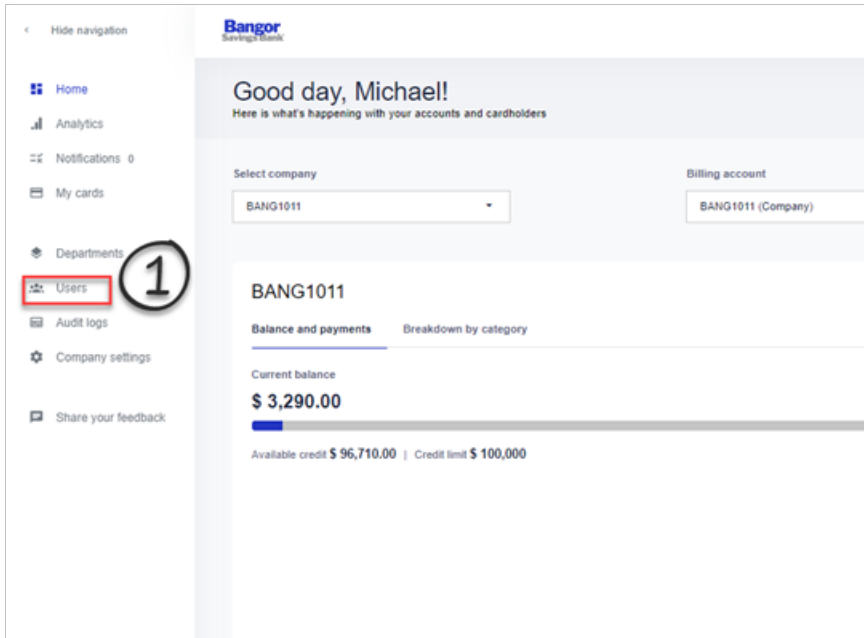 Hide navigation
Bangor
Savings Bank
Home
Analytics
Notifications 0
My cards
Departments
Users
1
Audit logs
Company settings
Share your feedback
Good day, Michael!
Here is what's happening with your accounts and cardholders
Select company
BANG1011
Billing account
BANG1011 (Company)
BANG1011
Balance and payments Breakdown by category
Current balance
$ 3,290.00
Available credit $ 96,710.00 | Credit limit $ 100,000